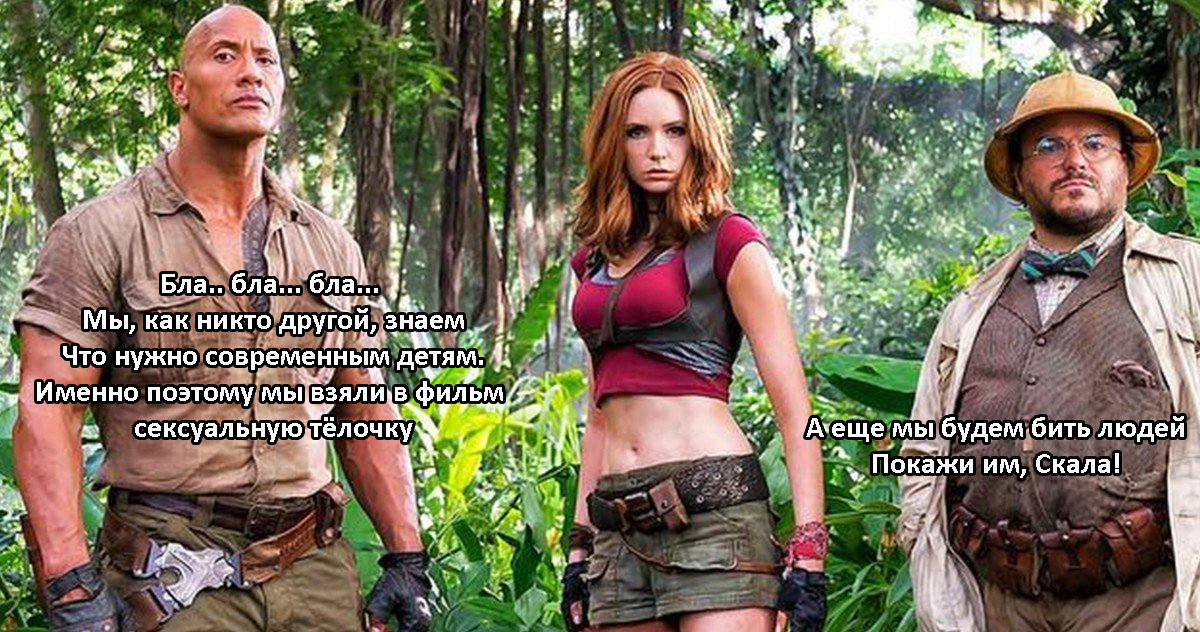 Бла.. бла... бла...
Мы, как никто другой, знаем
Что нужно современным детям.
Именно поэтому мы взяли в фильм
сексуальную тёлочку
А еще мы будем бить людей
Покажи им, Скала!